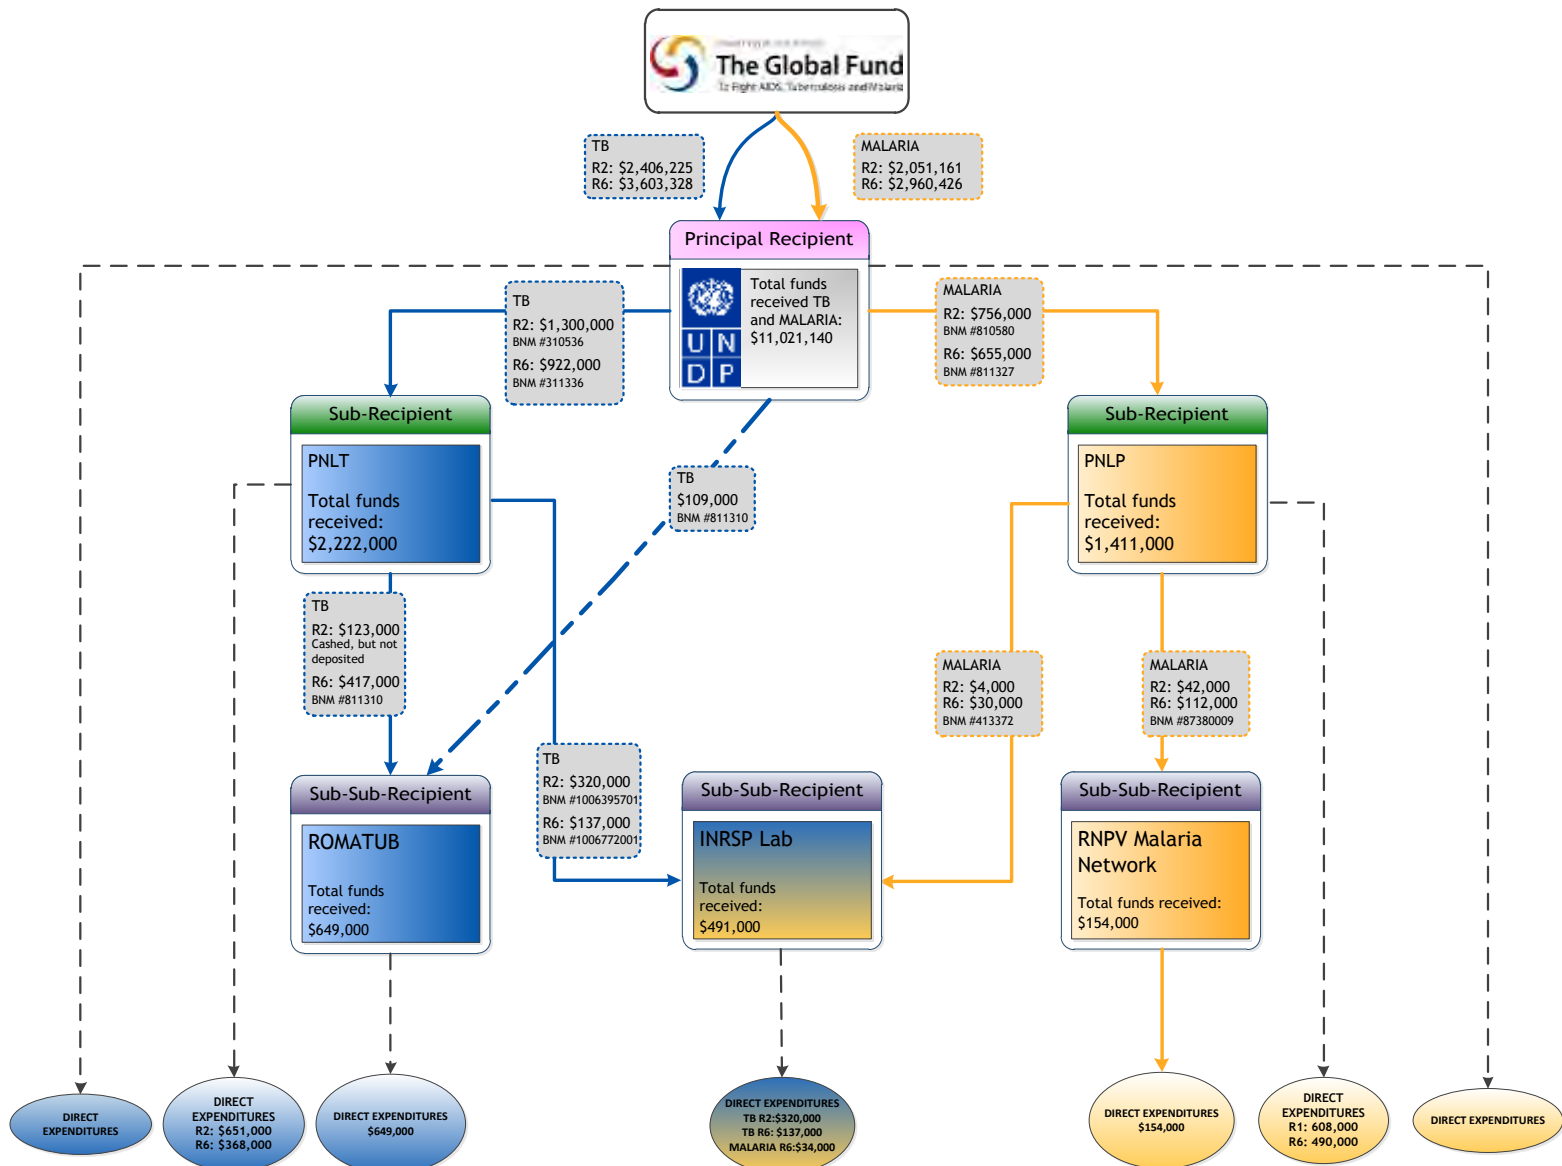 The Global Fund
To Fight AIDS, Tuberculosis and Malaria
TB
R2: $2,406,225
R6: $3,603,328
MALARIA
R2: $2,051,161
R6: $2,960,426
Principal Recipient
Total funds
received TB
and MALARIA:
$11,021,140
U N
D P
TB
R2: $1,300,000
BNM #310536
R6: $922,000
BNM #311336
MALARIA
R2: $756,000
BNM #810580
R6: $655,000
BNM #811327
Sub-Recipient
PNLT
Total funds
received:
$2,222,000
TB
$109,000
BNM #811310
Sub-Recipient
PNLP
Total funds
received:
$1,411,000
TB
R2: $123,000
Cashed, but not
deposited
R6: $417,000
BNM #811310
MALARIA
R2: $4,000
R6: $30,000
BNM #413372
MALARIA
R2: $42,000
R6: $112,000
BNM #87380009
TB
R2: $320,000
BNM #1006395701
R6: $137,000
BNM #1006772001
Sub-Sub-Recipient
ROMATUB
Total funds
received:
$649,000
Sub-Sub-Recipient
INRSP Lab
Total funds
received:
$491,000
Sub-Sub-Recipient
RNPV Malaria
Network
Total funds received:
$154,000
DIRECT
EXPENDITURES
DIRECT
EXPENDITURES
R2: $651,000
R6: $368,000
DIRECT EXPENDITURES
$649,000
DIRECT EXPENDITURES
TB R2:$320,000
TB R6: $137,000
MALARIA R6:$34,000
DIRECT EXPENDITURES
$154,000
DIRECT
EXPENDITURES
R1: 608,000
R6: 490,000
DIRECT EXPENDITURES